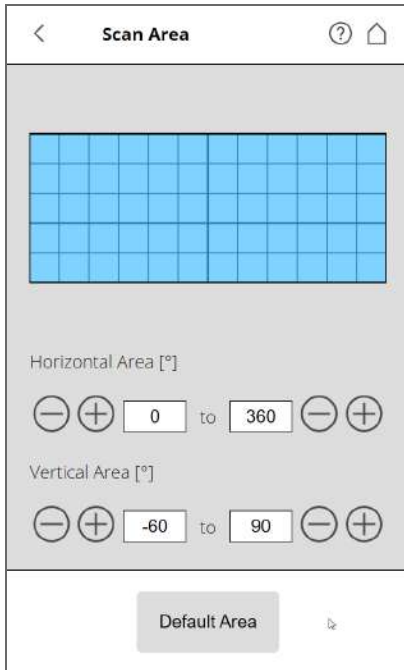 Scan Area
Horizontal Area [°]
0 to 360
Vertical Area [°]
-60 to 90
Default Area